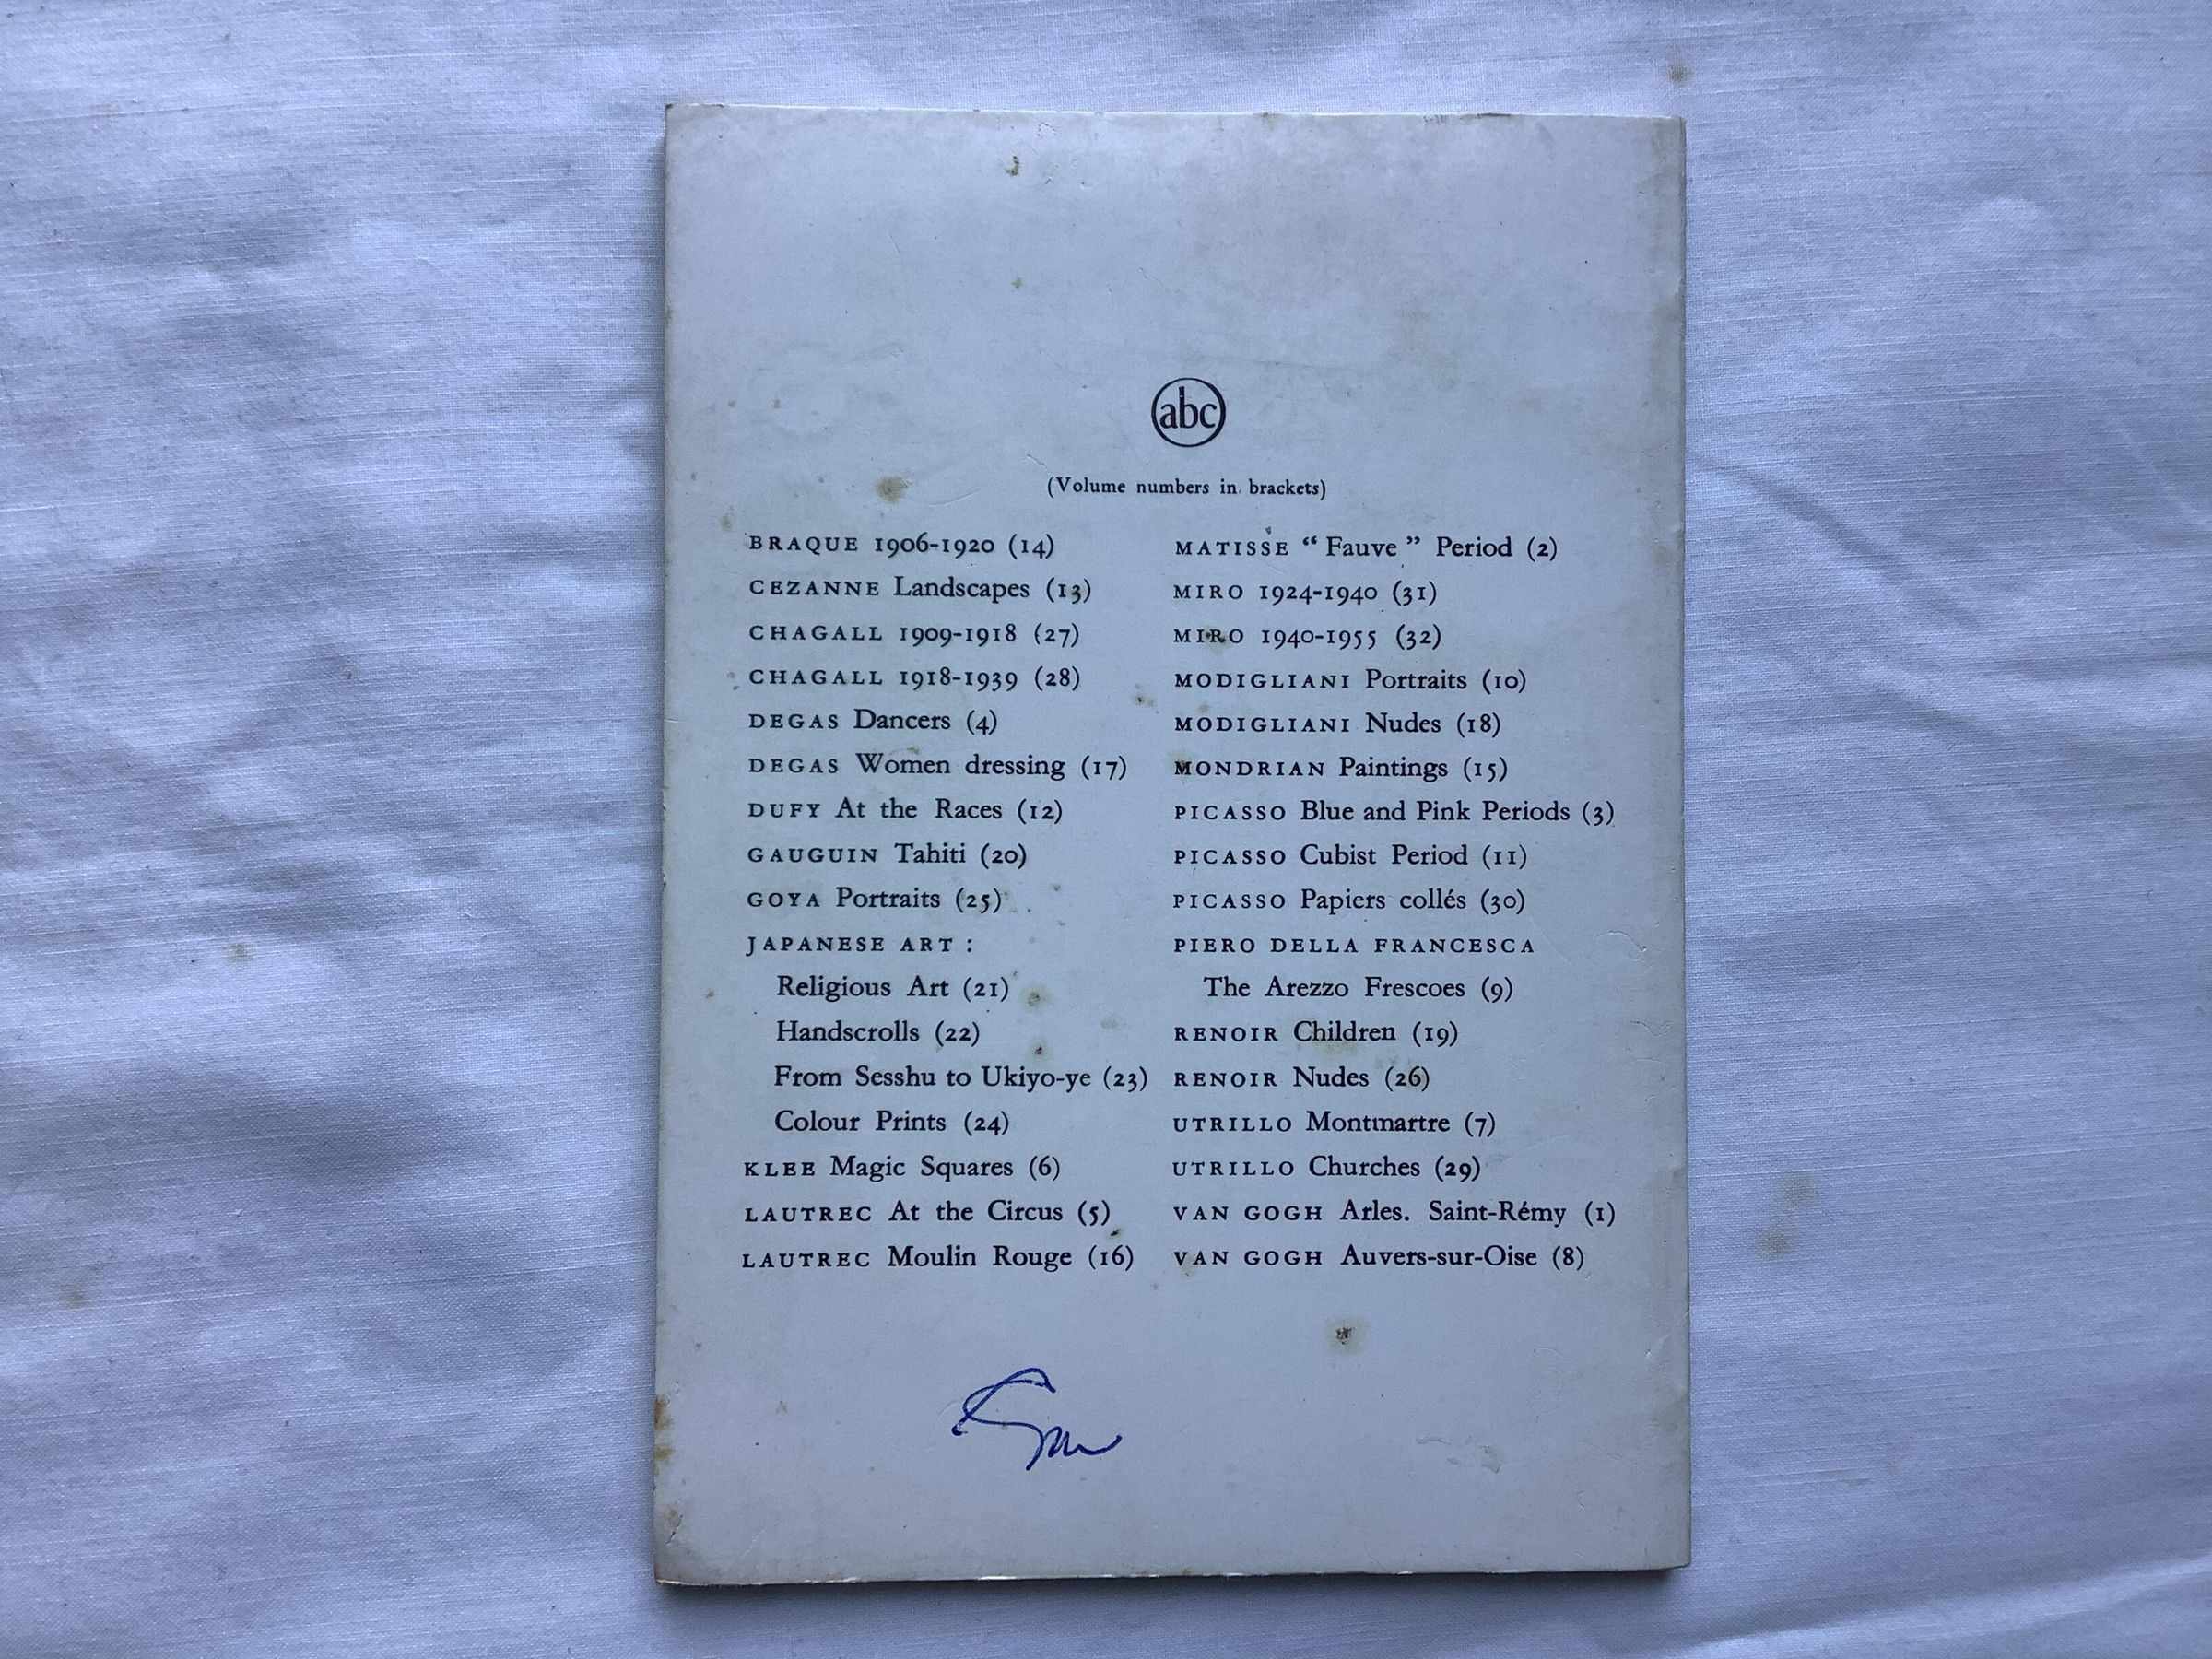 abc
(Volume numbers in brackets)
BRAQUE 1906-1920 (14)
CEZANNE Landscapes (13)
CHAGALL 1909-1918 (27)
CHAGALL 1918-1939 (28)
DEGAS Dancers (4)
DEGAS Women dressing (17)
DUFY At the Races (12)
GAUGUIN Tahiti (20)
GOYA Portraits (25)
JAPANESE ART :
Religious Art (21)
Handscrolls (22)
From Sesshu to Ukiyo-ye (23)
Colour Prints (24)
KLEE Magic Squares (6)
LAUTREC At the Circus (5)
LAUTREC Moulin Rouge (16)
MATISSE “ Fauve ” Period (2)
MIRO 1924-1940 (31)
MIRO 1940-1955 (32)
MODIGLIANI Portraits (10)
MODIGLIANI Nudes (18)
MONDRIAN Paintings (15)
PICASSO Blue and Pink Periods (3)
PICASSO Cubist Period (11)
PICASSO Papiers collés (30)
PIERO DELLA FRANCESCA
The Arezzo Frescoes (9)
RENOIR Children (19)
RENOIR Nudes (26)
UTRILLO Montmartre (7)
UTRILLO Churches (29)
VAN GOGH Arles. Saint-Rémy (1)
VAN GOGH Auvers-sur-Oise (8)